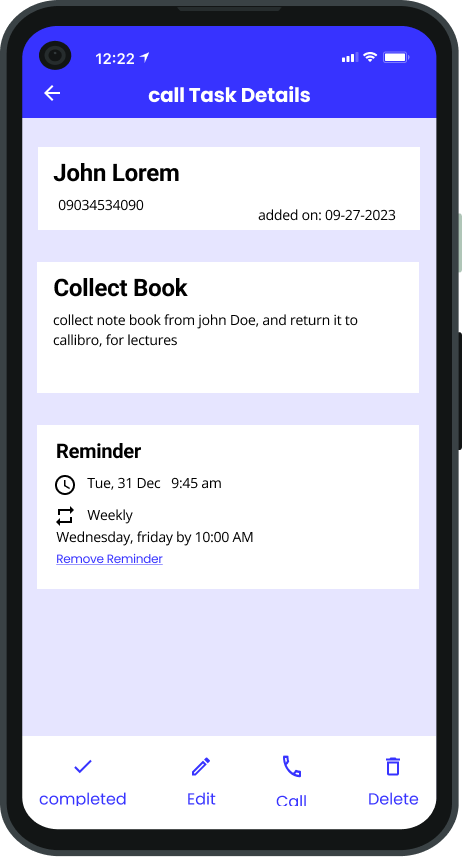 12:22
call Task Details
John Lorem
09034534090
added on: 09-27-2023
Collect Book
collect note book from john Doe, and return it to
callibro, for lectures
Reminder
Tue, 31 Dec 9:45 am
Weekly
Wednesday, friday by 10:00 AM
Remove Reminder
completed Edit Call Delete